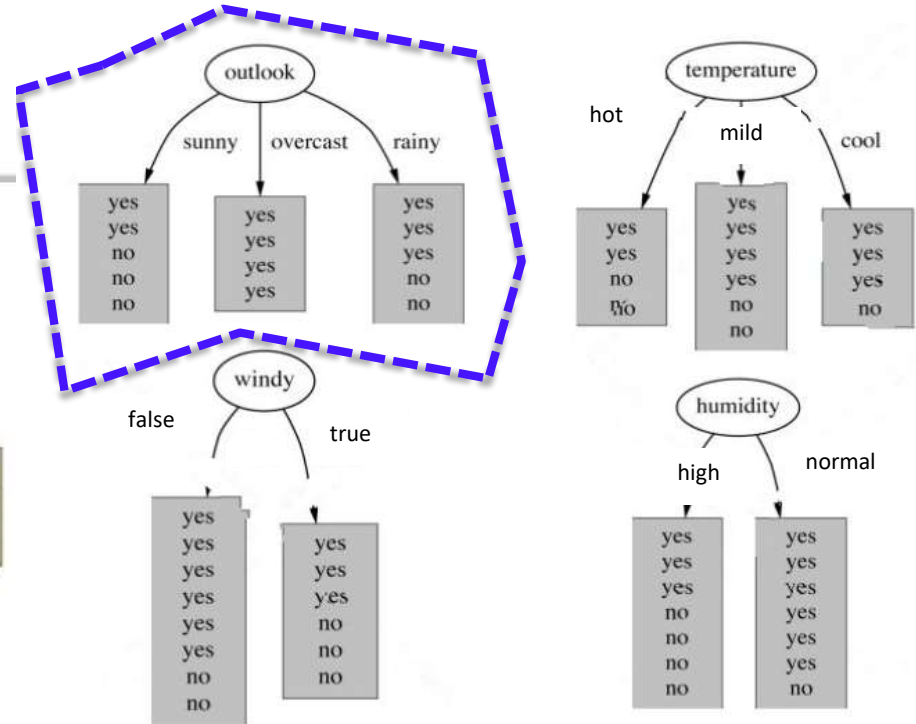 outlook
sunny
overcast
rainy
yes
yes
no
no
no
yes
yes
yes
yes
yes
yes
yes
no
no
temperature
hot
mild
cool
yes
yes
no
no
yes
yes
yes
yes
no
no
yes
yes
yes
no
windy
false
true
yes
yes
yes
yes
yes
yes
no
no
yes
yes
yes
no
no
no
humidity
high
normal
yes
yes
yes
no
no
no
no
yes
yes
yes
yes
yes
yes
no